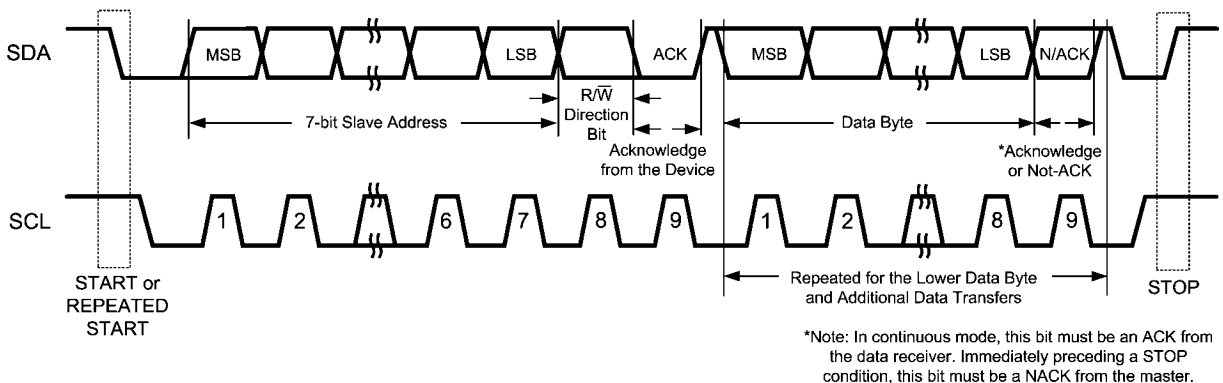 SDA
MSB
LSB
ACK
MSB
LSB
N/ACK
7-bit Slave Address
R/W̅
Direction
Bit
Acknowledge
from the Device
Data Byte
*Acknowledge
or Not-ACK
SCL
1
2
6
7
8
9
1
2
8
9
START or
REPEATED
START
Repeated for the Lower Data Byte
and Additional Data Transfers
STOP
*Note: In continuous mode, this bit must be an ACK from
the data receiver. Immediately preceding a STOP
condition, this bit must be a NACK from the master.